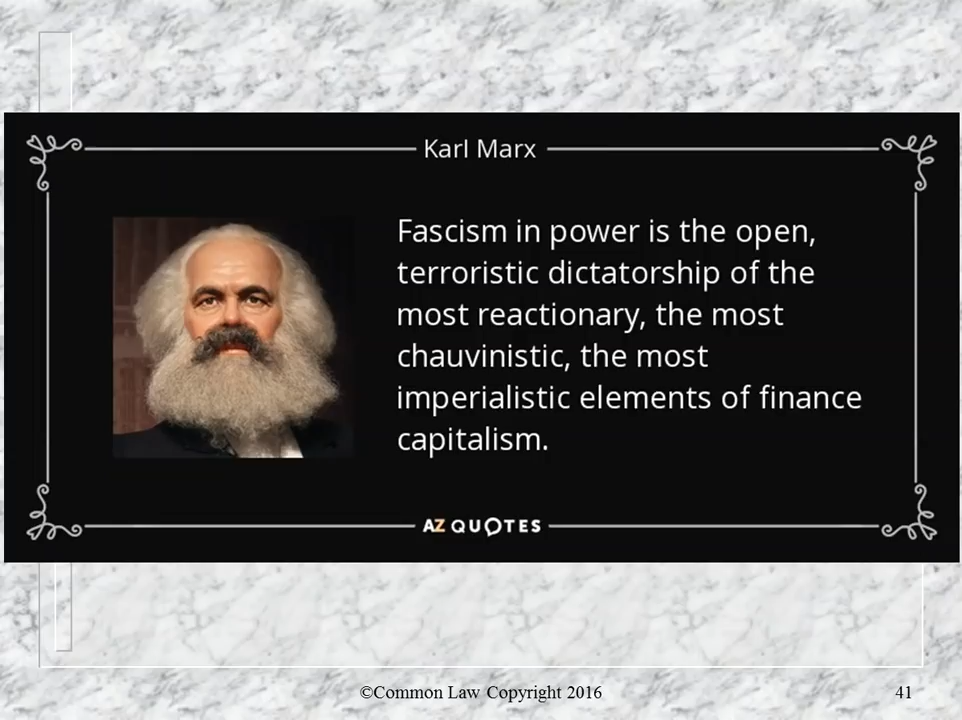 Karl Marx
Fascism in power is the open,
terroristic dictatorship of the
most reactionary, the most
chauvinistic, the most
imperialistic elements of finance
capitalism.
AZ QUOTES
©Common Law Copyright 2016
41